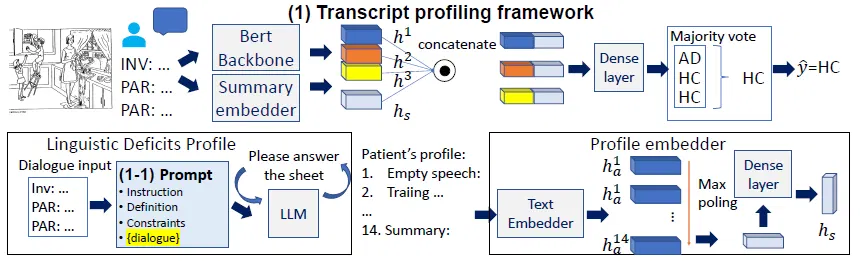 (1) Transcript profiling framework
INV: ...
PAR: ...
PAR: ...
Bert
Backbone
Summary
embedder
h¹
h²
h³
hₛ
concatenate
Dense
layer
Majority vote
AD
HC
HC
HC
ŷ=HC
Linguistic Deficits Profile
Dialogue input
Inv: ...
PAR: ...
PAR: ...
(1-1) Prompt
• Instruction
• Definition
• Constraints
• {dialogue}
Please answer
the sheet
LLM
Patient's profile:
1. Empty speech:
2. Traiing ...
...
14. Summary:
Profile embedder
Text
Embedder
hₐ¹
hₐ¹
⋮
hₐ¹⁴
Max
poling
Dense
layer
hₛ